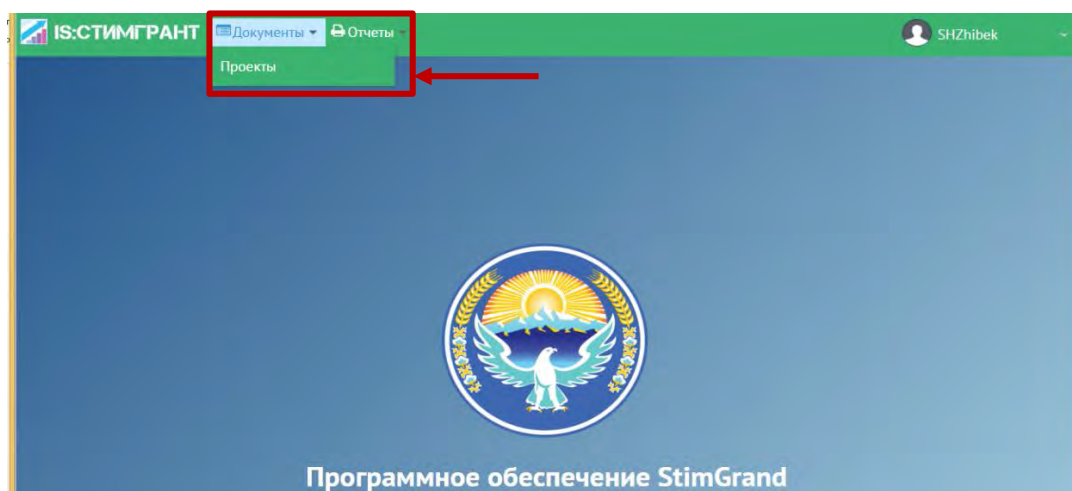 IS:СТИМГРАНТ Документы Отчеты SHZhibek
Проекты
Программное обеспечение StimGrand